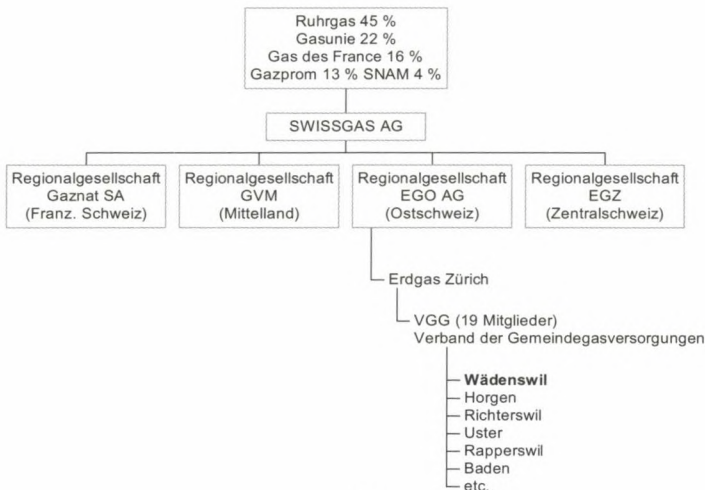 Ruhrgas 45 %
Gasunie 22 %
Gas des France 16 %
Gazprom 13 % SNAM 4 %
SWISSGAS AG
Regionalgesellschaft
Gaznat SA
(Franz. Schweiz)
Regionalgesellschaft
GVM
(Mittelland)
Regionalgesellschaft
EGO AG
(Ostschweiz)
Regionalgesellschaft
EGZ
(Zentralschweiz)
Erdgas Zürich
VGG (19 Mitglieder)
Verband der Gemeindegasversorgungen
Wädenswil
Horgen
Richterswil
Uster
Rapperswil
Baden
etc.